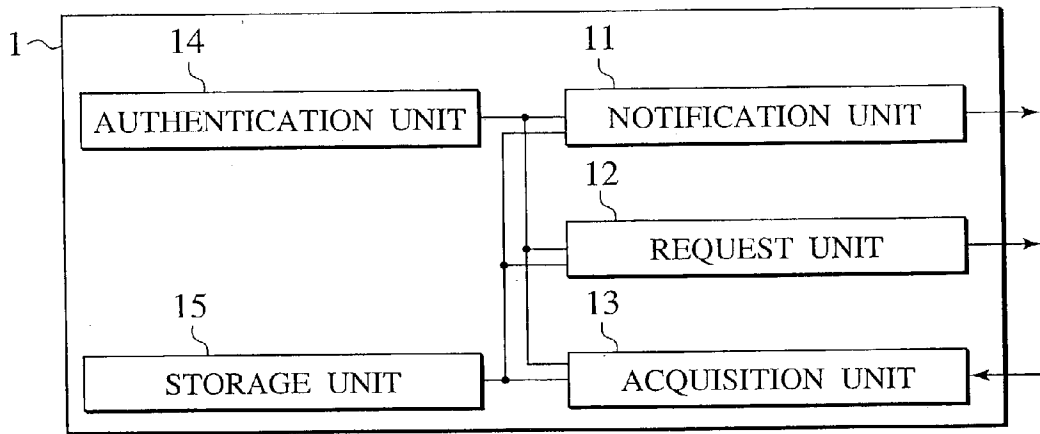 1
14
11
AUTHENTICATION UNIT
NOTIFICATION UNIT
12
REQUEST UNIT
15
13
STORAGE UNIT
ACQUISITION UNIT